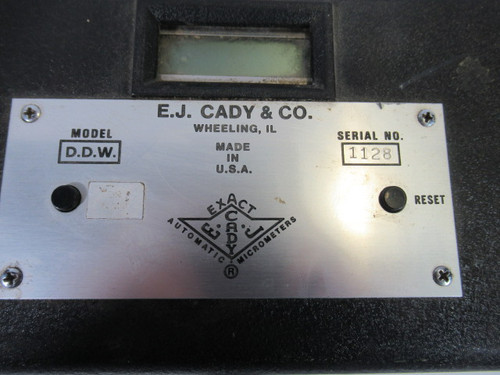 E.J. CADY & CO.
WHEELING, IL
MODEL
D.D.W.
MADE
IN
U.S.A.
SERIAL NO.
1128
RESET
EXACT
E. CADY J.
AUTOMATIC MICROMETERS
®